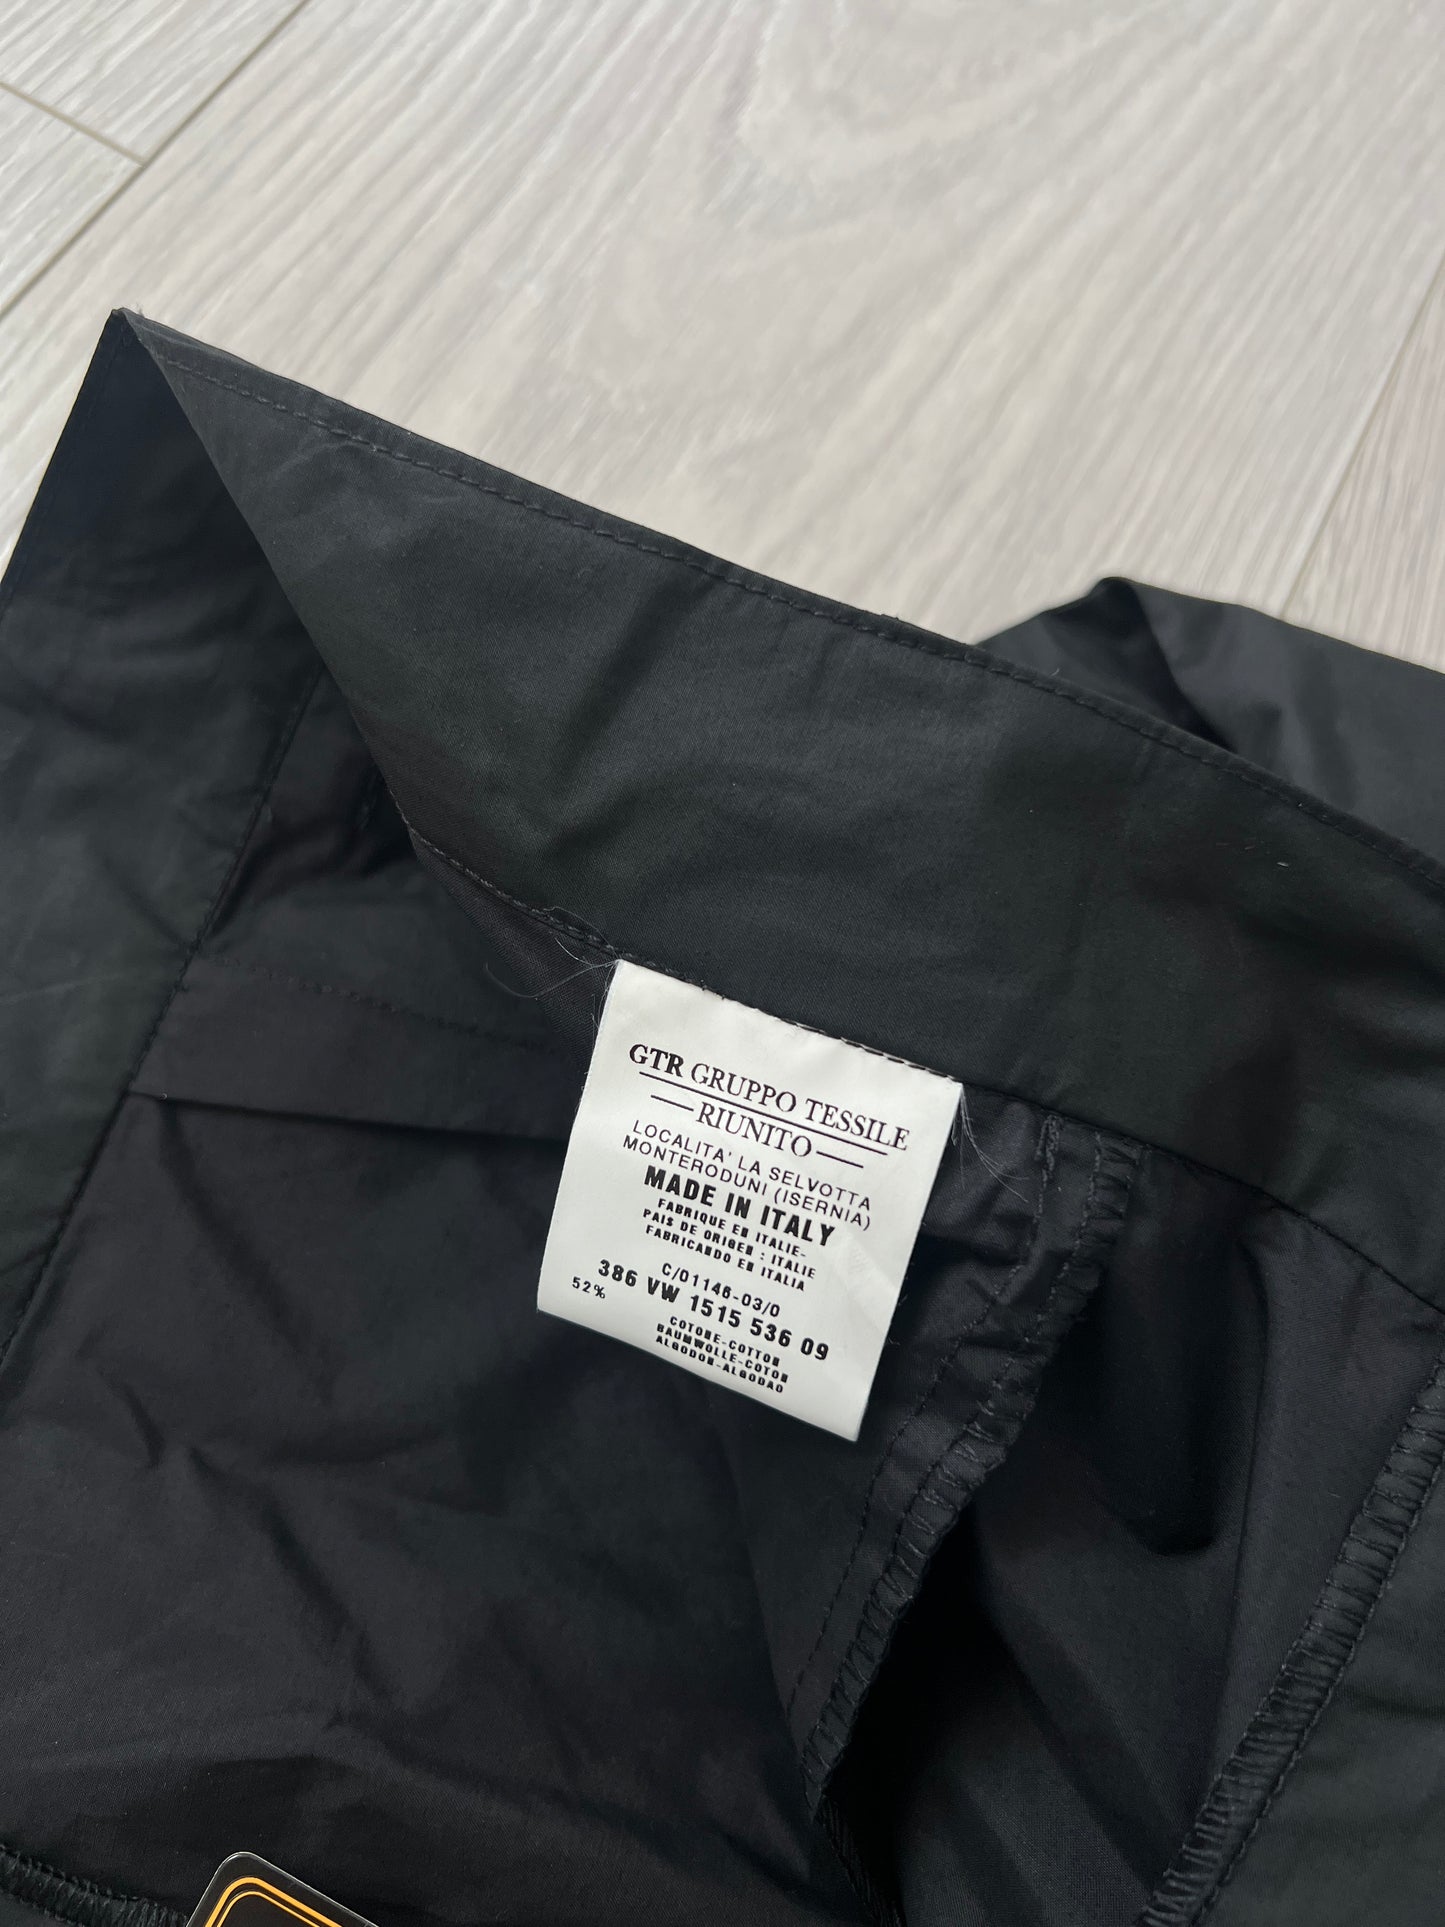 GTR GRUPPO TESSILE
RIUNITO
LOCALITA' LA SELVOTTA
MONTERODUNI (ISERNIA)
MADE IN ITALY
FABRIQUE EN ITALIE-
PAIS DE ORIGEN : ITALIE
FABRICANDO EN ITALIA
C/01146-03/0
386 VW 1515 536 09
52%
COTONE-COTTON
BAUMWOLLE-COTON
ALGODON-ALGODAO